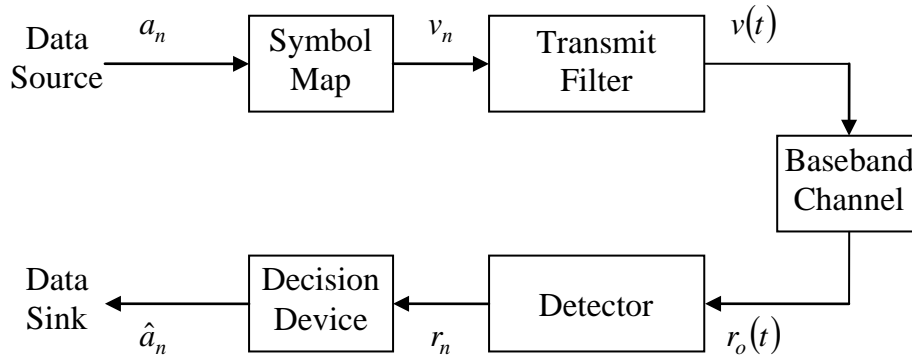 Data
Source
a_n
Symbol
Map
v_n
Transmit
Filter
v(t)
Baseband
Channel
Data
Sink
â_n
Decision
Device
r_n
Detector
r_o(t)